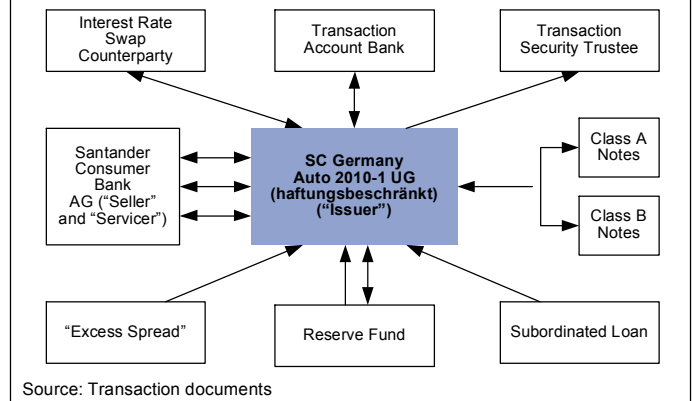 Interest Rate
Swap
Counterparty
Transaction
Account Bank
Transaction
Security Trustee
Santander
Consumer
Bank
AG (“Seller”
and “Servicer”)
SC Germany
Auto 2010-1 UG
(haftungsbeschränkt)
(“Issuer”)
Class A
Notes
Class B
Notes
“Excess Spread”
Reserve Fund
Subordinated Loan
Source: Transaction documents